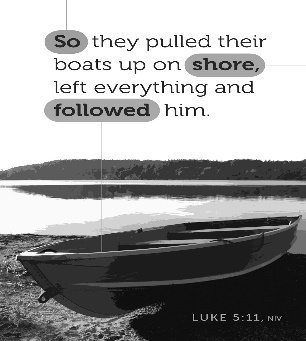 So they pulled their
boats up on shore,
left everything and
followed him.
LUKE 5:11, NIV